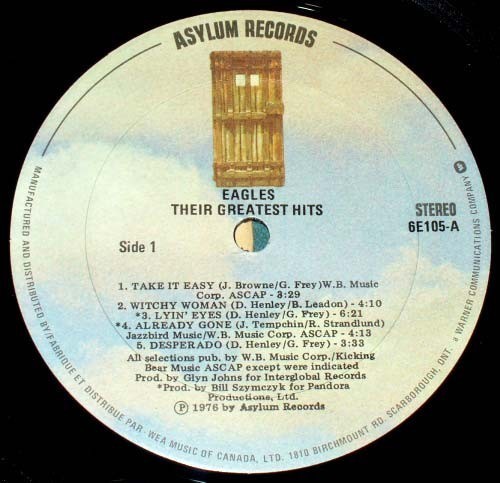 ASYLUM RECORDS
EAGLES
THEIR GREATEST HITS
STEREO
6E105-A
Side 1
1. TAKE IT EASY (J. Browne/G. Frey)W.B. Music
Corp. ASCAP - 3:29
2. WITCHY WOMAN (D. Henley/B. Leadon) - 4:10
*3. LYIN' EYES (D. Henley/G. Frey) - 6:21
*4. ALREADY GONE (J. Tempchin/R. Strandlund)
Jazzbird Music/W.B. Music Corp. ASCAP - 4:13
5. DESPERADO (D. Henley/G. Frey) - 3:33
All selections pub. by W.B. Music Corp./Kicking
Bear Music ASCAP except were indicated
Prod. by Glyn Johns for Interglobal Records
*Prod. by Bill Szymczyk for Pandora
Productions, Ltd.
Ⓟ 1976 by Asylum Records
MANUFACTURED AND DISTRIBUTED BY/FABRIQUE ET DISTRIBUE PAR: WEA MUSIC OF CANADA, LTD. 1810 BIRCHMOUNT RD. SCARBOROUGH, ONT. A WARNER COMMUNICATIONS COMPANY